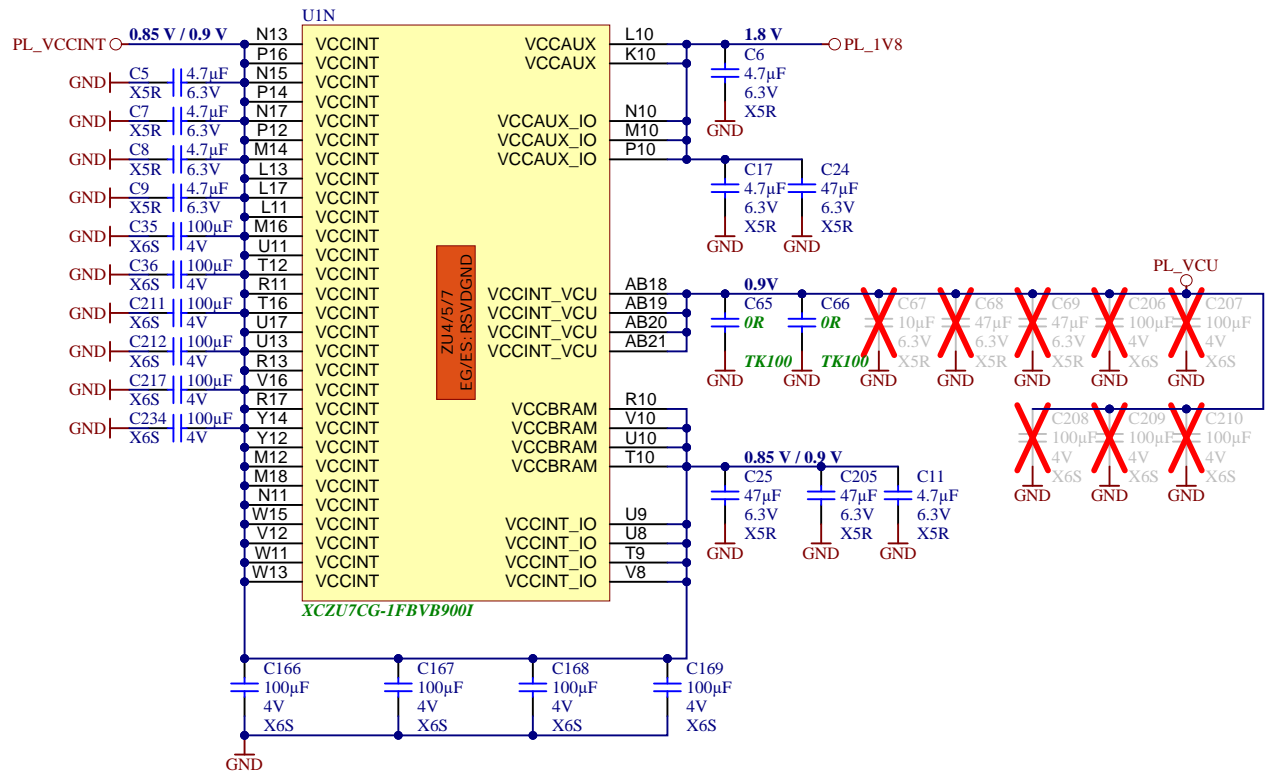 U1N
PL_VCCINT
0.85 V / 0.9 V
N13 VCCINT
P16 VCCINT
N15 VCCINT
P14 VCCINT
N17 VCCINT
P12 VCCINT
M14 VCCINT
L13 VCCINT
L17 VCCINT
L11 VCCINT
M16 VCCINT
U11 VCCINT
T12 VCCINT
R11 VCCINT
T16 VCCINT
U17 VCCINT
U13 VCCINT
R13 VCCINT
V16 VCCINT
R17 VCCINT
Y14 VCCINT
Y12 VCCINT
M12 VCCINT
M18 VCCINT
N11 VCCINT
W15 VCCINT
V12 VCCINT
W11 VCCINT
W13 VCCINT
GND C5 4.7µF
X5R 6.3V
GND C7 4.7µF
X5R 6.3V
GND C8 4.7µF
X5R 6.3V
GND C9 4.7µF
X5R 6.3V
GND C35 100µF
X6S 4V
GND C36 100µF
X6S 4V
GND C211 100µF
X6S 4V
GND C212 100µF
X6S 4V
GND C217 100µF
X6S 4V
GND C234 100µF
X6S 4V
ZU4/5/7
EG/ES:RSVDGND
XCZU7CG-1FBVB900I
VCCAUX L10
VCCAUX K10
VCCAUX_IO N10
VCCAUX_IO M10
VCCAUX_IO P10
1.8 V
PL_1V8
C6
4.7µF
6.3V
X5R
GND
C17
4.7µF
6.3V
X5R
GND
C24
47µF
6.3V
X5R
GND
VCCINT_VCU AB18
VCCINT_VCU AB19
VCCINT_VCU AB20
VCCINT_VCU AB21
0.9V
PL_VCU
C65
0R
TK100
GND
C66
0R
TK100
GND
C67
10µF
6.3V
X5R
GND
C68
47µF
6.3V
X5R
GND
C69
47µF
6.3V
X5R
GND
C206
100µF
4V
X6S
GND
C207
100µF
4V
X6S
GND
C208
100µF
4V
X6S
GND
C209
100µF
4V
X6S
GND
C210
100µF
4V
X6S
GND
VCCBRAM R10
VCCBRAM V10
VCCBRAM U10
VCCBRAM T10
VCCINT_IO U9
VCCINT_IO U8
VCCINT_IO T9
VCCINT_IO V8
0.85 V / 0.9 V
C25
47µF
6.3V
X5R
GND
C205
47µF
6.3V
X5R
GND
C11
4.7µF
6.3V
X5R
GND
C166
100µF
4V
X6S
C167
100µF
4V
X6S
C168
100µF
4V
X6S
C169
100µF
4V
X6S
GND